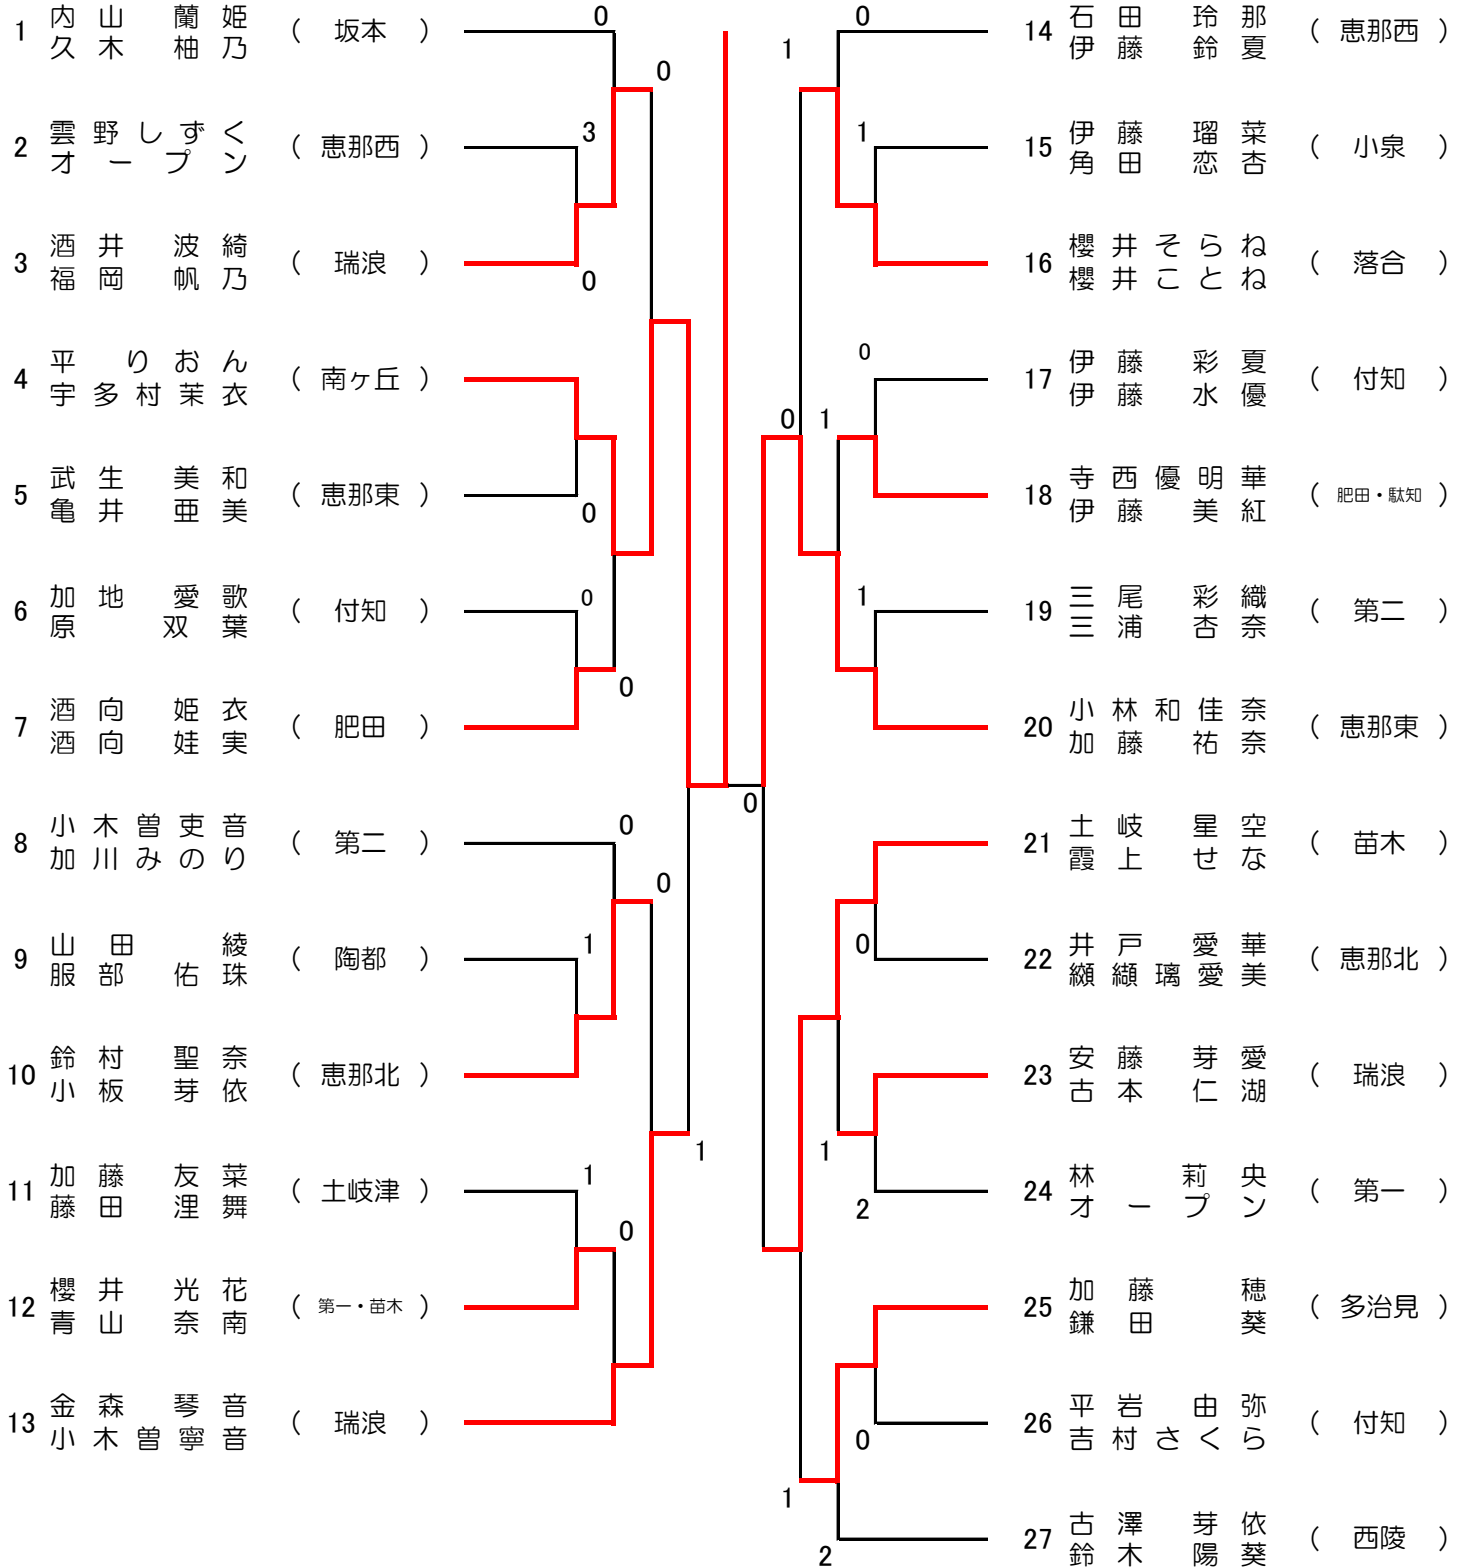 1 内山 蘭姫 ( 坂本 )
久木 柚乃
0
2 雲野しずく ( 恵那西 )
オープン
3
3 酒井 波綺 ( 瑞浪 )
福岡 帆乃
0
0
4 平 りおん ( 南ヶ丘 )
宇多村茉衣
5 武生 美和 ( 恵那東 )
亀井 亜美
0
6 加地 愛歌 ( 付知 )
原 双葉
0
7 酒向 姫衣 ( 肥田 )
酒向 娃実
0
8 小木曽吏音 ( 第二 )
加川みのり
0
0
9 山田 綾 ( 陶都 )
服部 佑珠
1
10 鈴村 聖奈 ( 恵那北 )
小板 芽依
1
11 加藤 友菜 ( 土岐津 )
藤田 浬舞
1
0
12 櫻井 光花 ( 第一・苗木 )
青山 奈南
13 金森 琴音 ( 瑞浪 )
小木曽寧音
0
14 石田 玲那 ( 恵那西 )
伊藤 鈴夏
0
1
15 伊藤 瑠菜 ( 小泉 )
角田 恋杏
1
16 櫻井そらね ( 落合 )
櫻井ことね
17 伊藤 彩夏 ( 付知 )
伊藤 水優
0
0 1
18 寺西優明華 ( 肥田・駄知 )
伊藤 美紅
19 三尾 彩織 ( 第二 )
三浦 杏奈
1
20 小林和佳奈 ( 恵那東 )
加藤 祐奈
21 土岐 星空 ( 苗木 )
霞上 せな
22 井戸 愛華 ( 恵那北 )
纐纈璃愛美
0
23 安藤 芽愛 ( 瑞浪 )
古本 仁湖
1
24 林 莉央 ( 第一 )
オープン
2
25 加藤 穂 ( 多治見 )
鎌田 葵
26 平岩 由弥 ( 付知 )
吉村さくら
0
1
27 古澤 芽依 ( 西陵 )
鈴木 陽葵
2